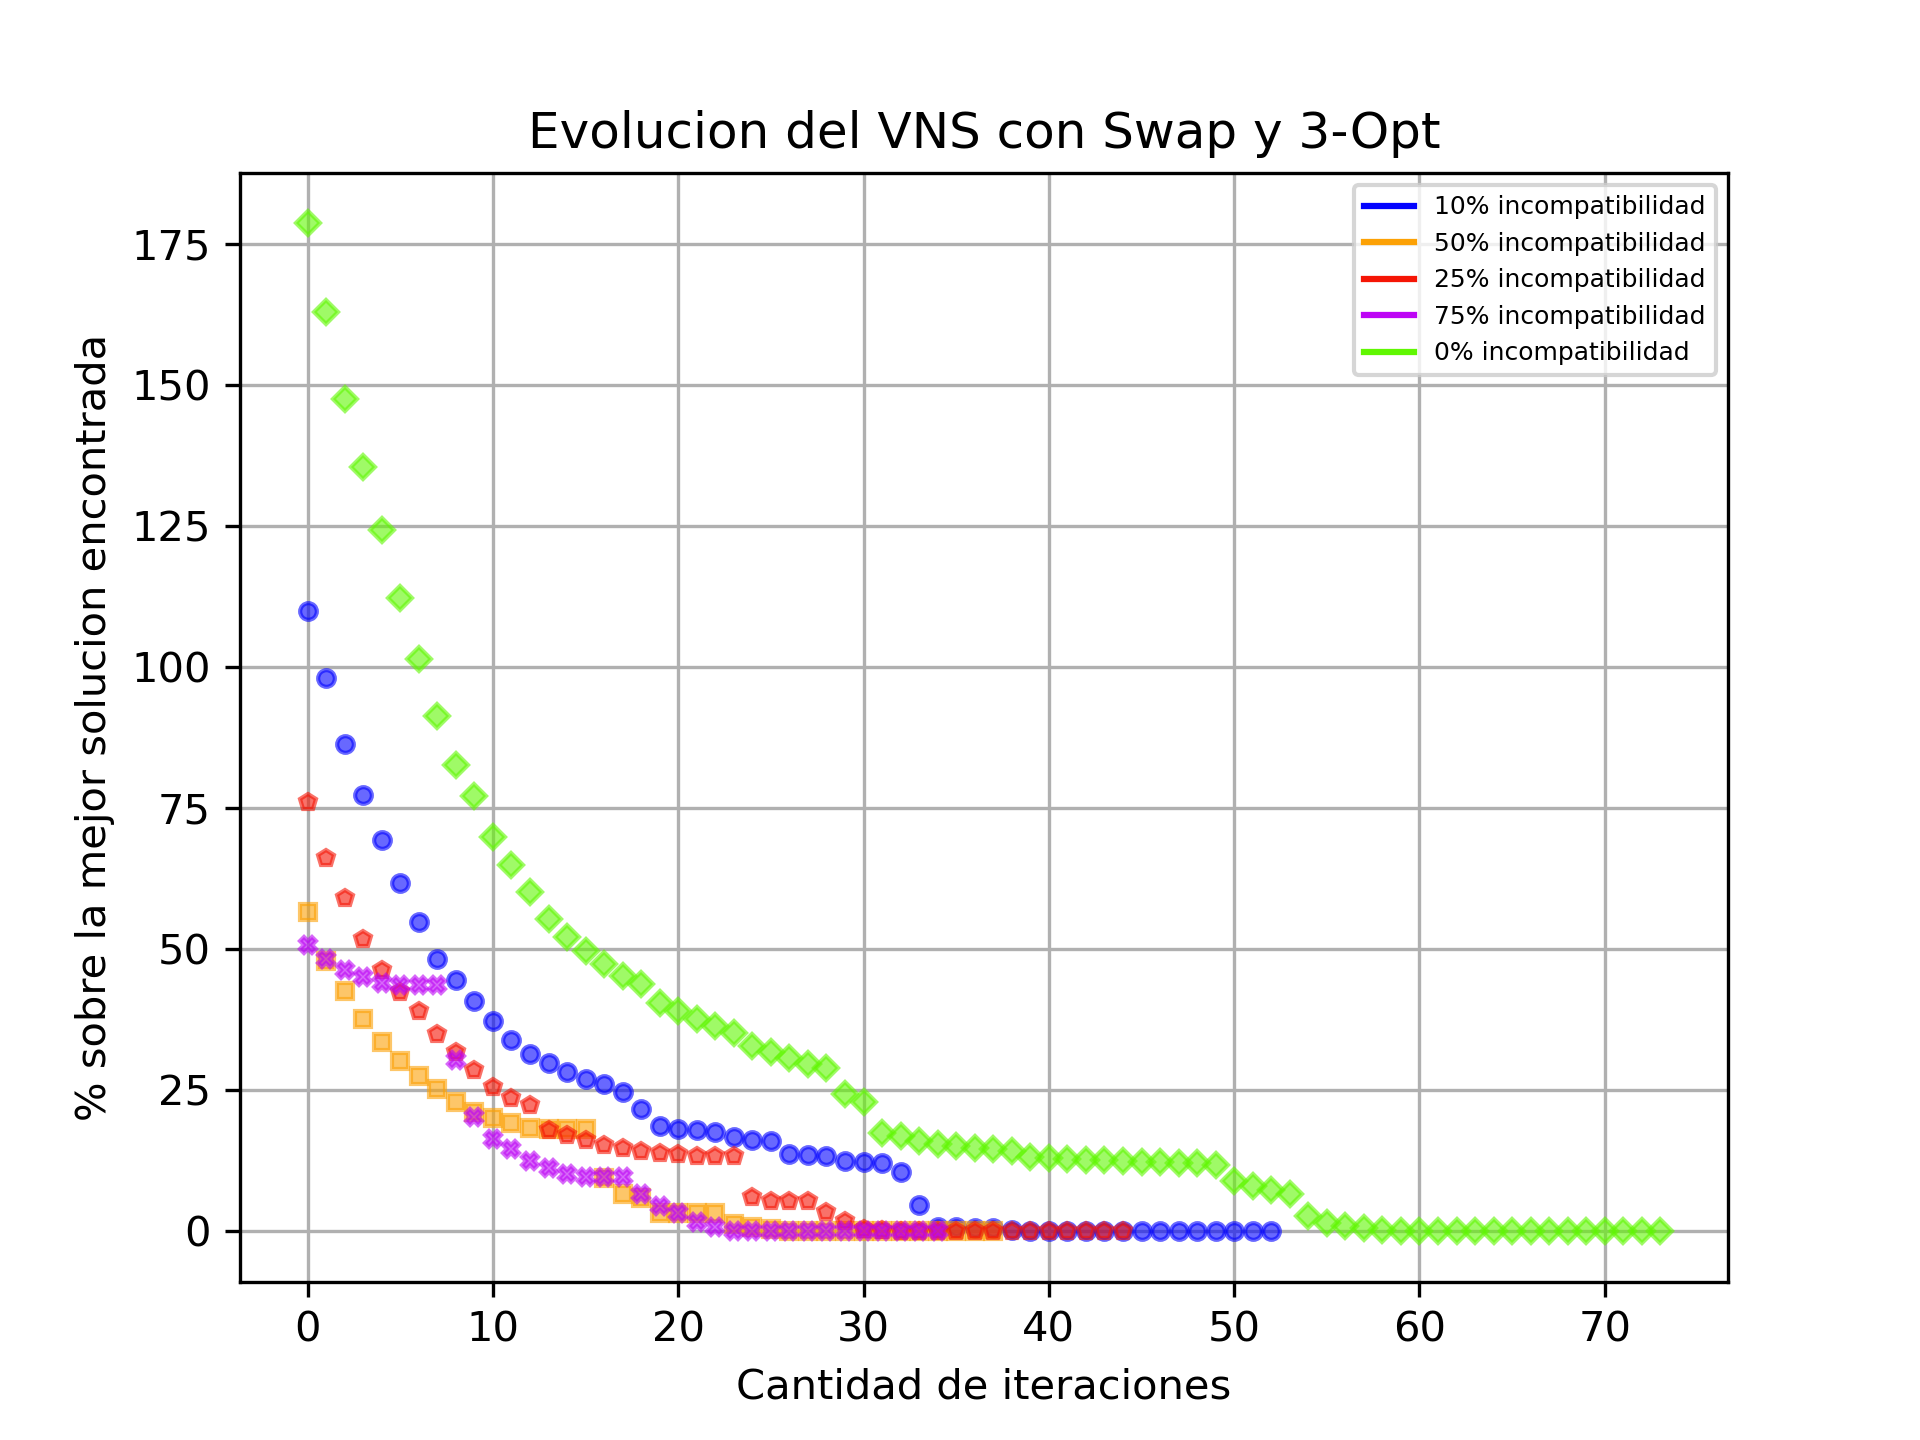 Evolucion del VNS con Swap y 3-Opt
10% incompatibilidad
50% incompatibilidad
25% incompatibilidad
75% incompatibilidad
0% incompatibilidad
% sobre la mejor solucion encontrada
175
150
125
100
75
50
25
0
0 10 20 30 40 50 60 70
Cantidad de iteraciones